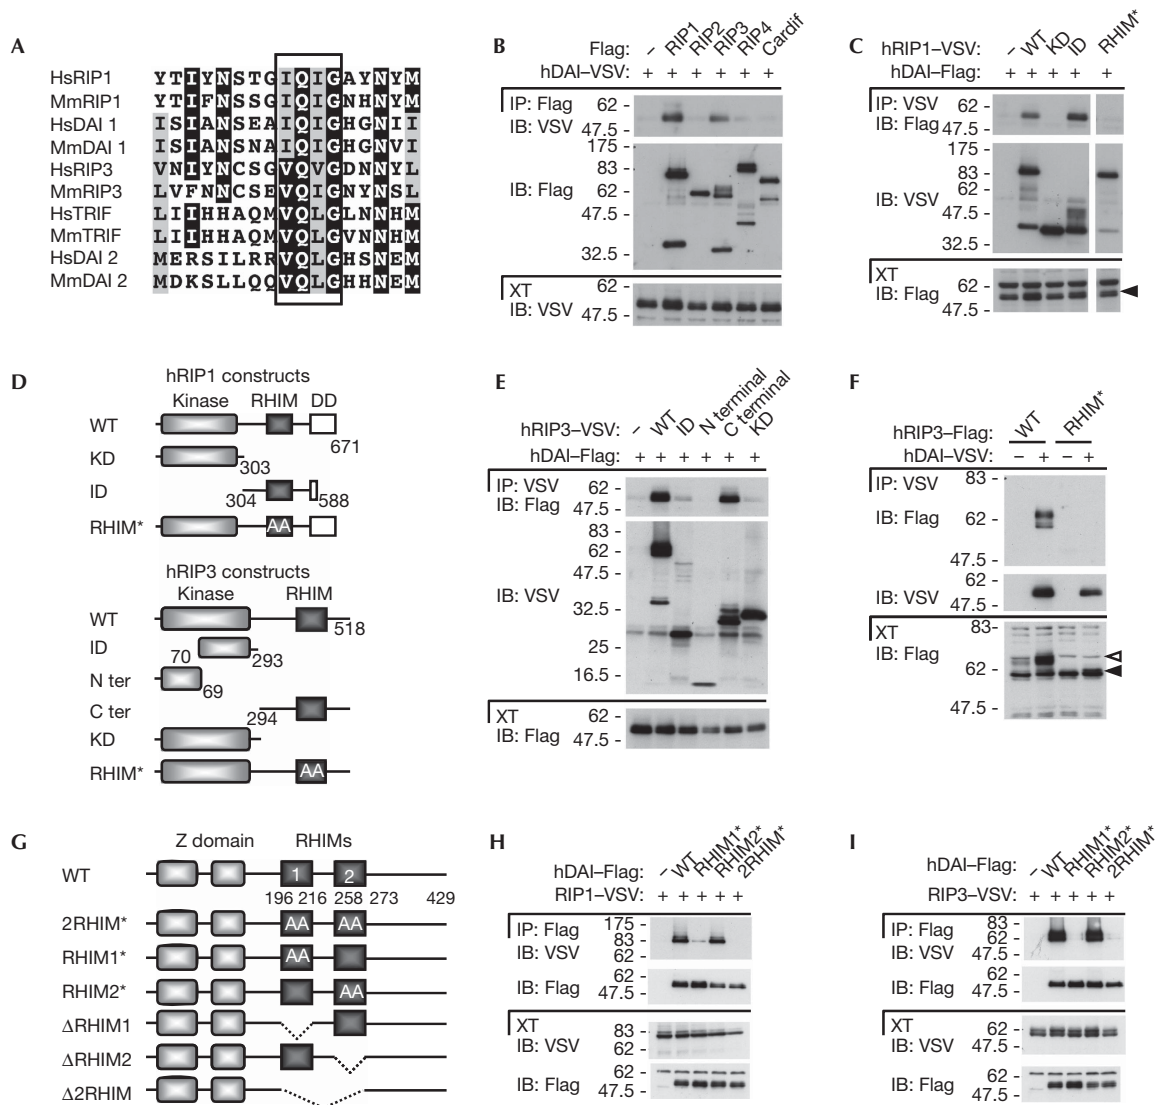 A
HsRIP1 YTIYNSTGIQIGAYNYM
MmRIP1 YTIFNSSGIQIGNHNYM
HsDAI 1 ISIANSEAIQIGHGNII
MmDAI 1 ISIANSNAIQIGHGNVI
HsRIP3 VNIYNCSGVQVGDNNYL
MmRIP3 LVFNNCSEVQIGNYNSL
HsTRIF LIIHHAQMVQLGLNNHM
MmTRIF LIIHHAQMVQLGVNNHM
HsDAI 2 MERSILRRVQLGHSNEM
MmDAI 2 MDKSLLQQVQLGHHNEM
B
Flag: – RIP1 RIP2 RIP3 RIP4 Cardif
hDAI–VSV: + + + + + +
IP: Flag
IB: VSV
62 -
47.5 -
IB: Flag
175 -
83 -
62 -
47.5 -
32.5 -
XT
IB: VSV
62 -
47.5 -
C
hRIP1–VSV: – WT KD ID RHIM*
hDAI–Flag: + + + + +
IP: VSV
IB: Flag
62 -
47.5 -
IB: VSV
175 -
83 -
62 -
47.5 -
32.5 -
XT
IB: Flag
62 -
47.5 -
D
hRIP1 constructs
Kinase RHIM DD
WT 671
KD 303
ID 304 588
RHIM* AA
hRIP3 constructs
Kinase RHIM
WT 518
ID 70 293
N ter 69
C ter 294
KD
RHIM* AA
E
hRIP3–VSV: – WT ID N terminal C terminal KD
hDAI–Flag: + + + + + +
IP: VSV
IB: Flag
62 -
47.5 -
IB: VSV
83 -
62 -
47.5 -
32.5 -
25 -
16.5 -
XT
IB: Flag
62 -
47.5 -
F
WT RHIM*
hRIP3–Flag:
hDAI–VSV: – + – +
IP: VSV
IB: Flag
83 -
62 -
47.5 -
IB: VSV
62 -
47.5 -
XT
IB: Flag
83-
62 -
47.5 -
G
Z domain RHIMs
WT 1 2
196 216 258 273 429
2RHIM* AA AA
RHIM1* AA
RHIM2* AA
ΔRHIM1
ΔRHIM2
Δ2RHIM
H
hDAI–Flag: – WT RHIM1* RHIM2* 2RHIM*
RIP1–VSV: + + + + +
IP: Flag
IB: VSV
175 -
83 -
62 -
IB: Flag
62 -
47.5 -
XT
IB: VSV
83 -
62 -
IB: Flag
62 -
47.5 -
I
hDAI–Flag: – WT RHIM1* RHIM2* 2RHIM*
RIP3–VSV: + + + + +
IP: Flag
IB: VSV
83 -
62 -
47.5 -
IB: Flag
62 -
47.5 -
XT
IB: VSV
62 -
47.5 -
IB: Flag
62 -
47.5 -